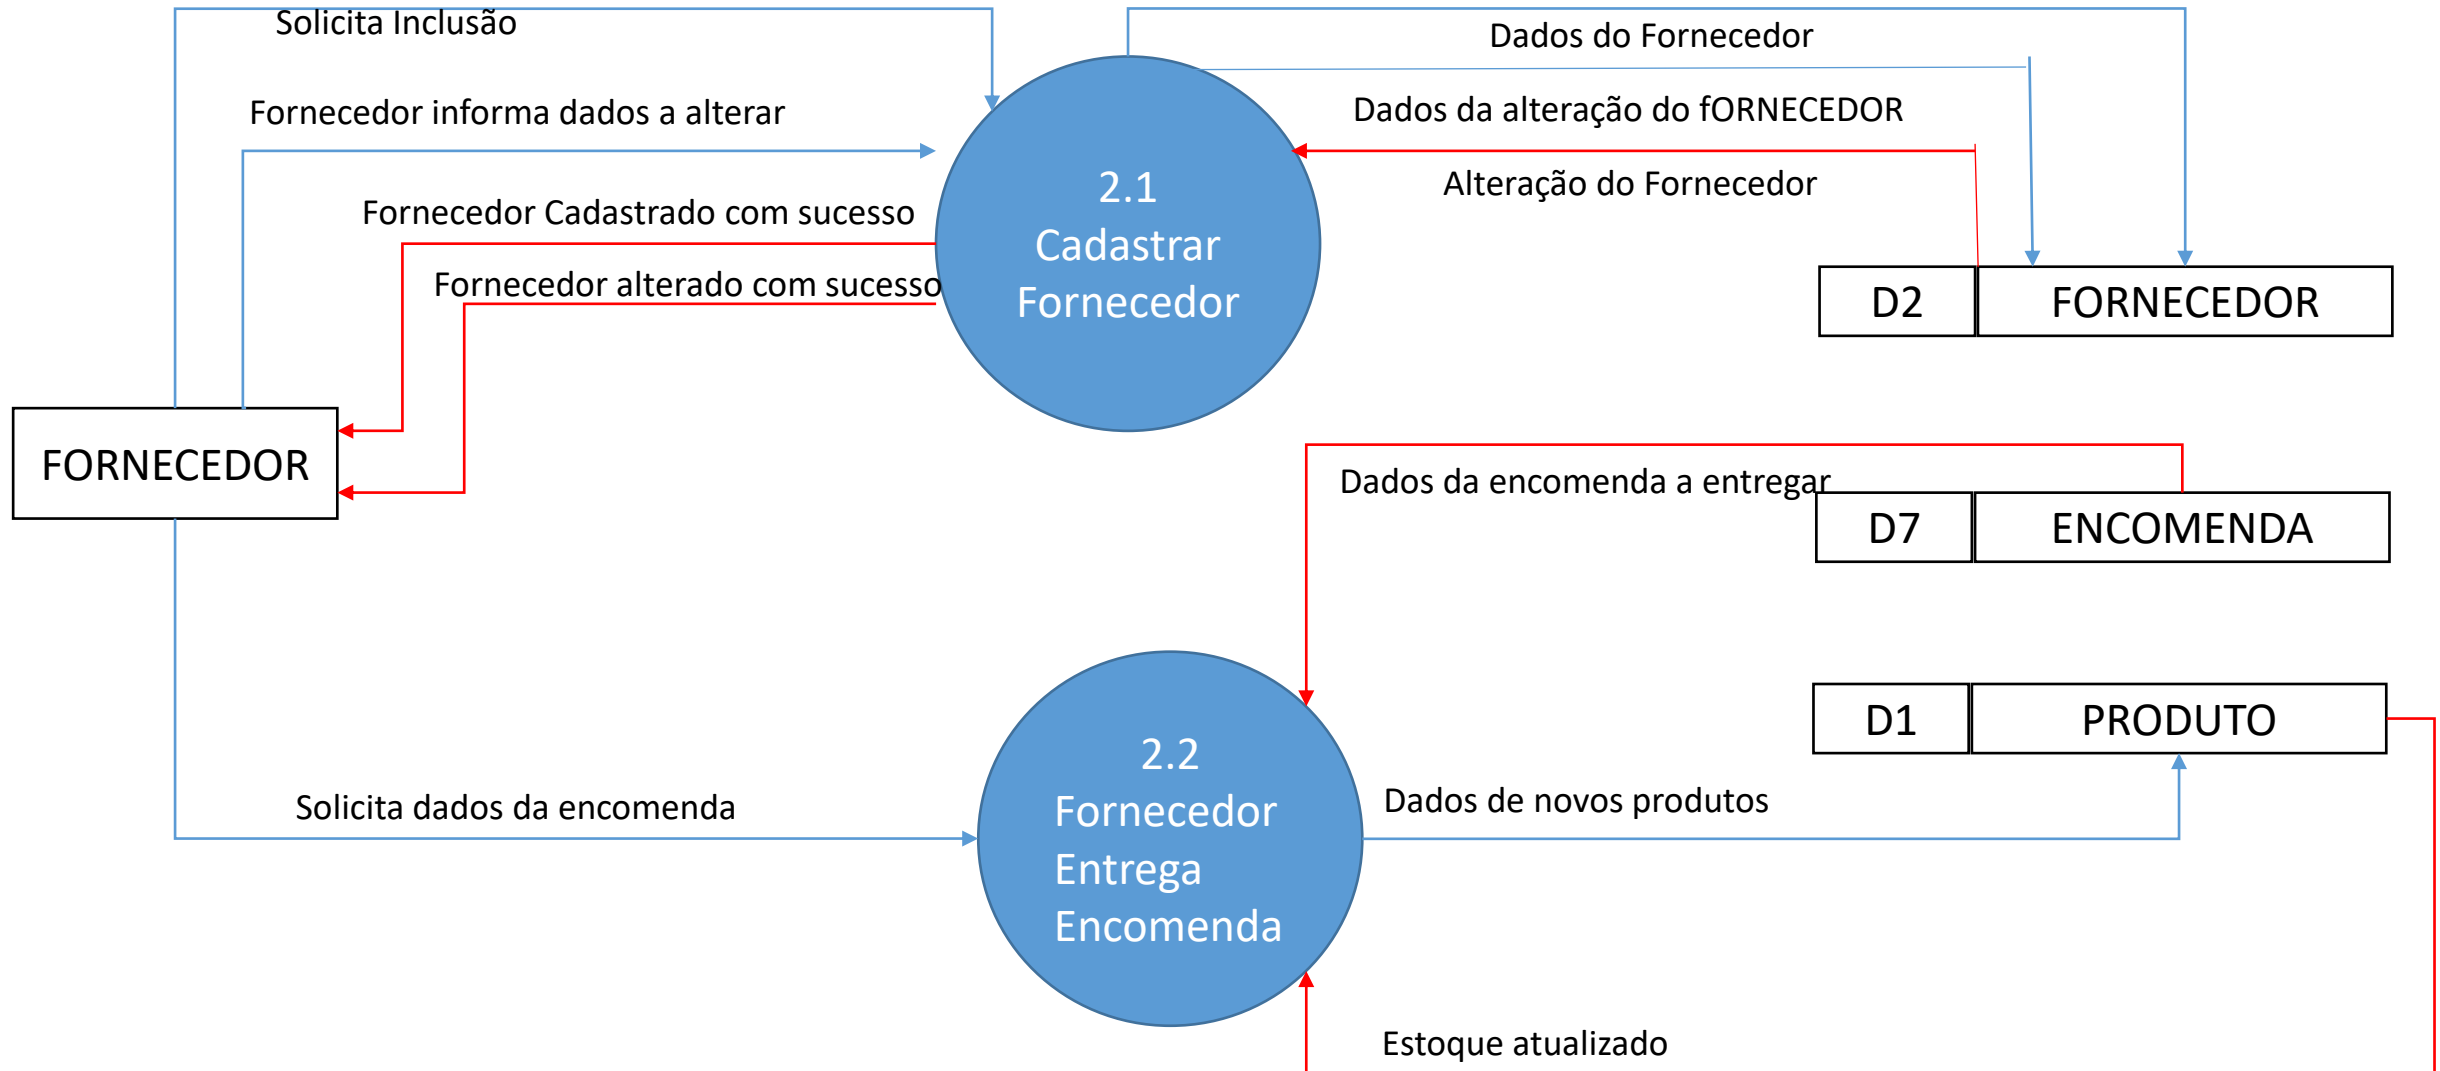 Solicita Inclusão
Dados do Fornecedor
Fornecedor informa dados a alterar
Dados da alteração do fORNECEDOR
Alteração do Fornecedor
Fornecedor Cadastrado com sucesso
Fornecedor alterado com sucesso
2.1
Cadastrar
Fornecedor
D2
FORNECEDOR
FORNECEDOR
Dados da encomenda a entregar
D7
ENCOMENDA
D1
PRODUTO
2.2
Fornecedor
Entrega
Encomenda
Solicita dados da encomenda
Dados de novos produtos
Estoque atualizado